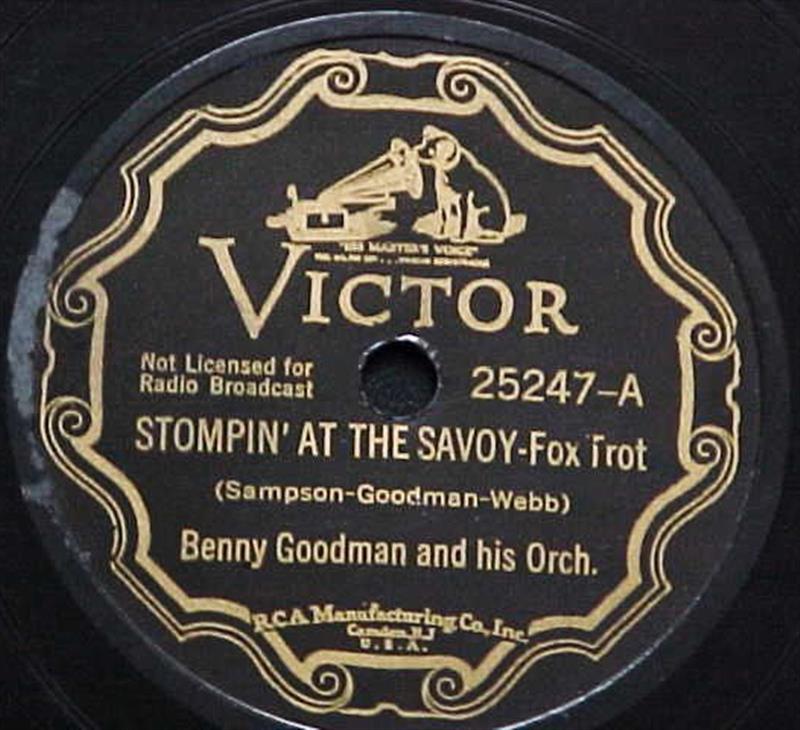 "HIS MASTER'S VOICE"
VICTOR
Not Licensed for
Radio Broadcast
25247-A
STOMPIN' AT THE SAVOY-Fox Trot
(Sampson-Goodman-Webb)
Benny Goodman and his Orch.
RCA Manufacturing Co., Inc.
Camden, N.J.
U.S.A.